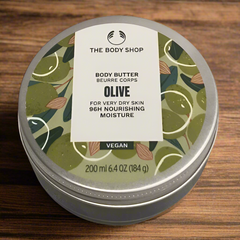 THE BODY SHOP
BODY BUTTER
BEURRE CORPS
OLIVE
FOR VERY DRY SKIN
96H NOURISHING
MOISTURE
VEGAN
200 ml 6.4 OZ (184 g)